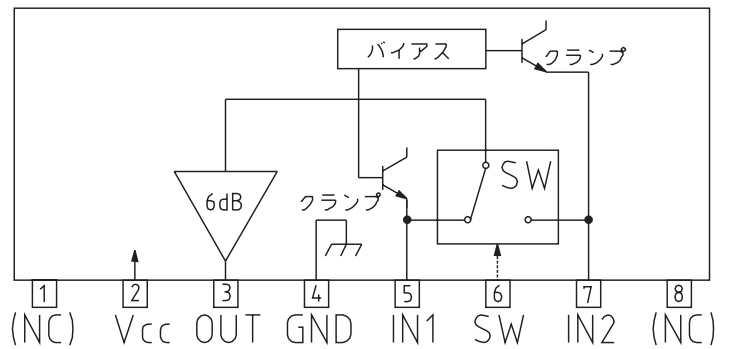 バイアス
クランプ
6dB
SW
クランプ
1 2 3 4 5 6 7 8
(NC) Vcc OUT GND IN1 SW IN2 (NC)